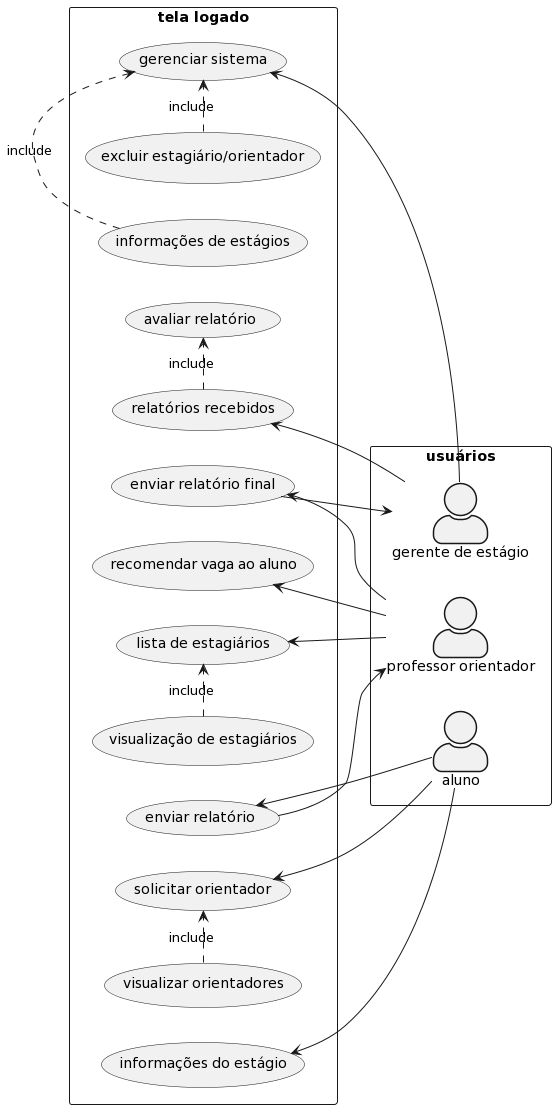 tela logado
gerenciar sistema
include
excluir estagiário/orientador
include
informações de estágios
avaliar relatório
include
relatórios recebidos
usuários
enviar relatório final
gerente de estágio
recomendar vaga ao aluno
lista de estagiários
professor orientador
include
visualização de estagiários
aluno
enviar relatório
solicitar orientador
include
visualizar orientadores
informações do estágio